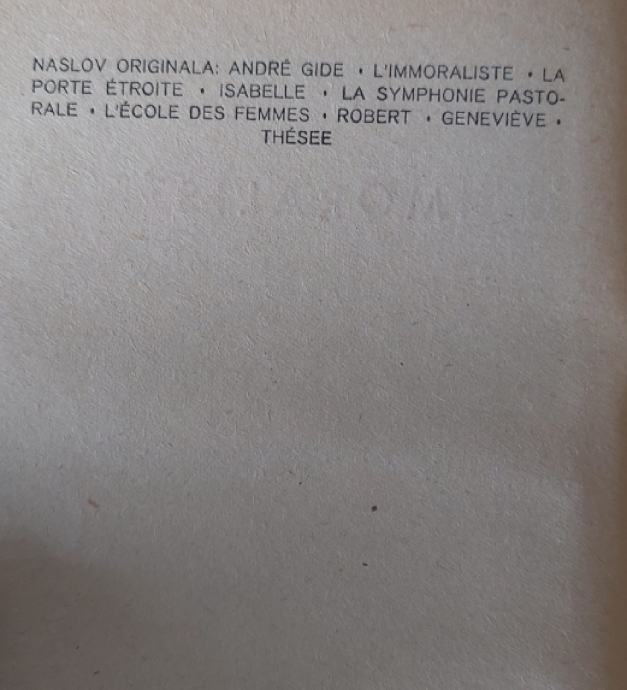 NASLOV ORIGINALA: ANDRÉ GIDE • L'IMMORALISTE • LA
PORTE ÉTROITE • ISABELLE • LA SYMPHONIE PASTO-
RALE • L'ÉCOLE DES FEMMES • ROBERT • GENEVIÈVE •
THÉSEE